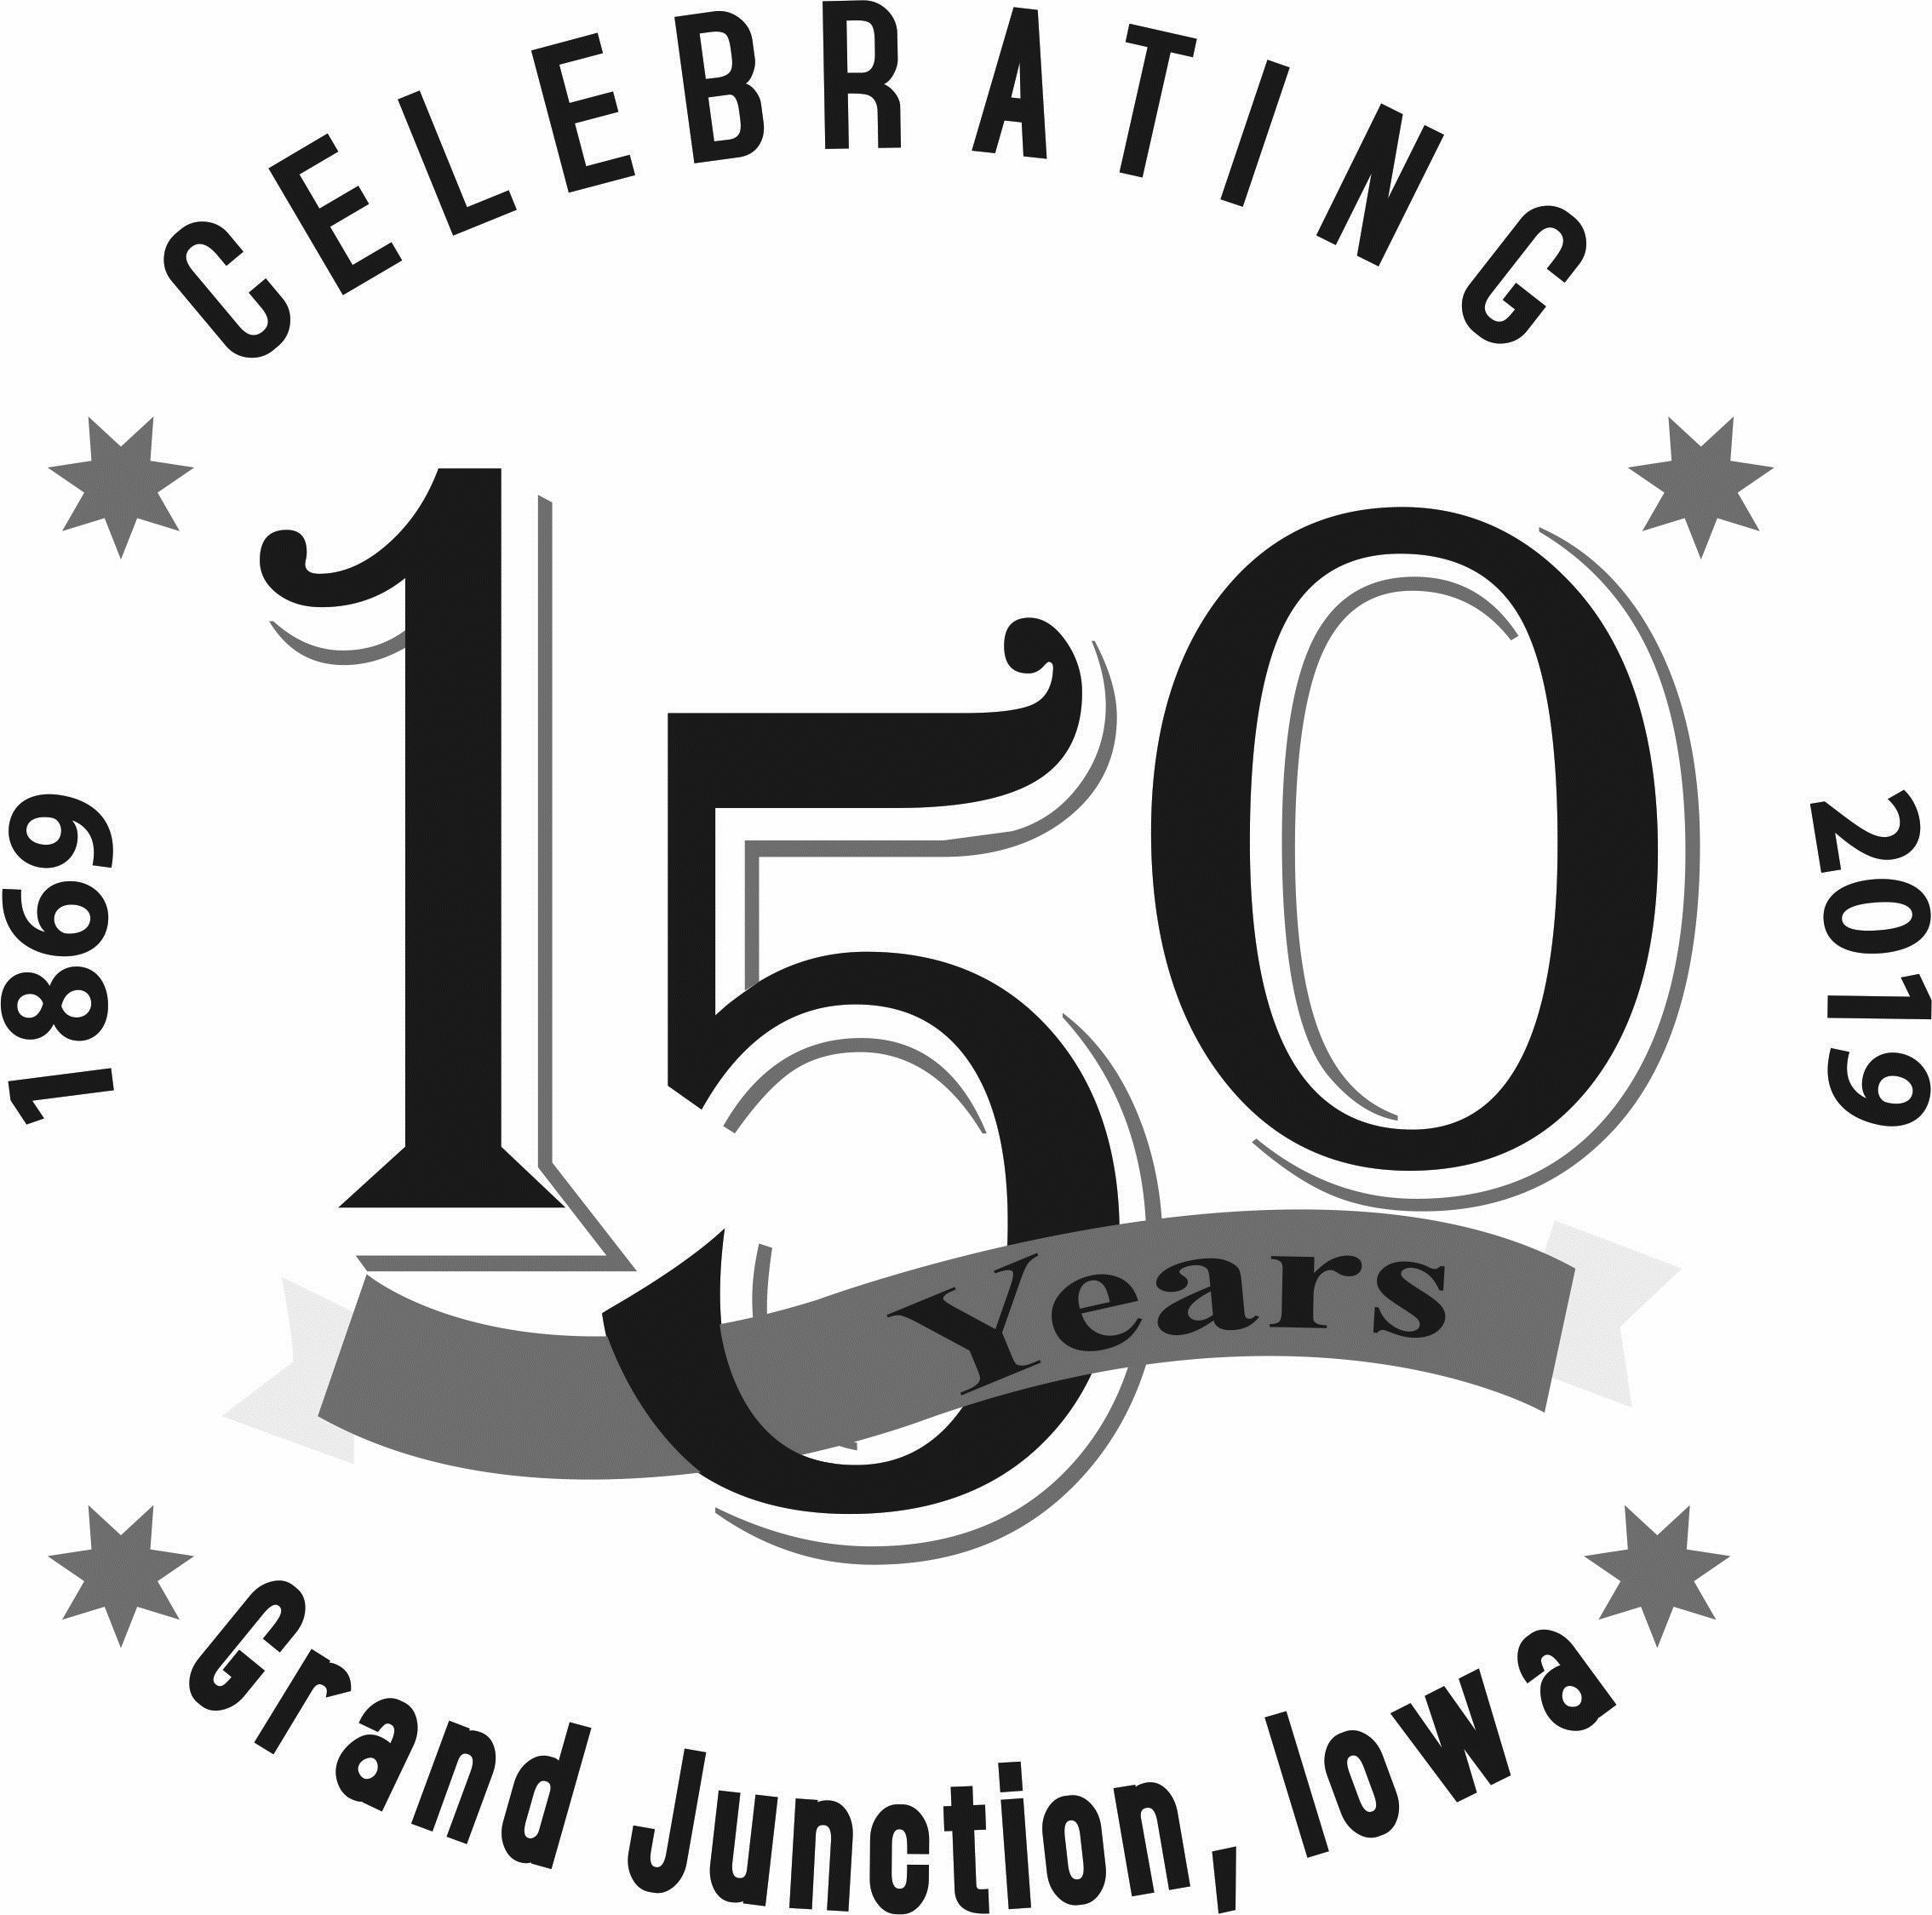 CELEBRATING
150
Years
1869
2019
Grand Junction, Iowa